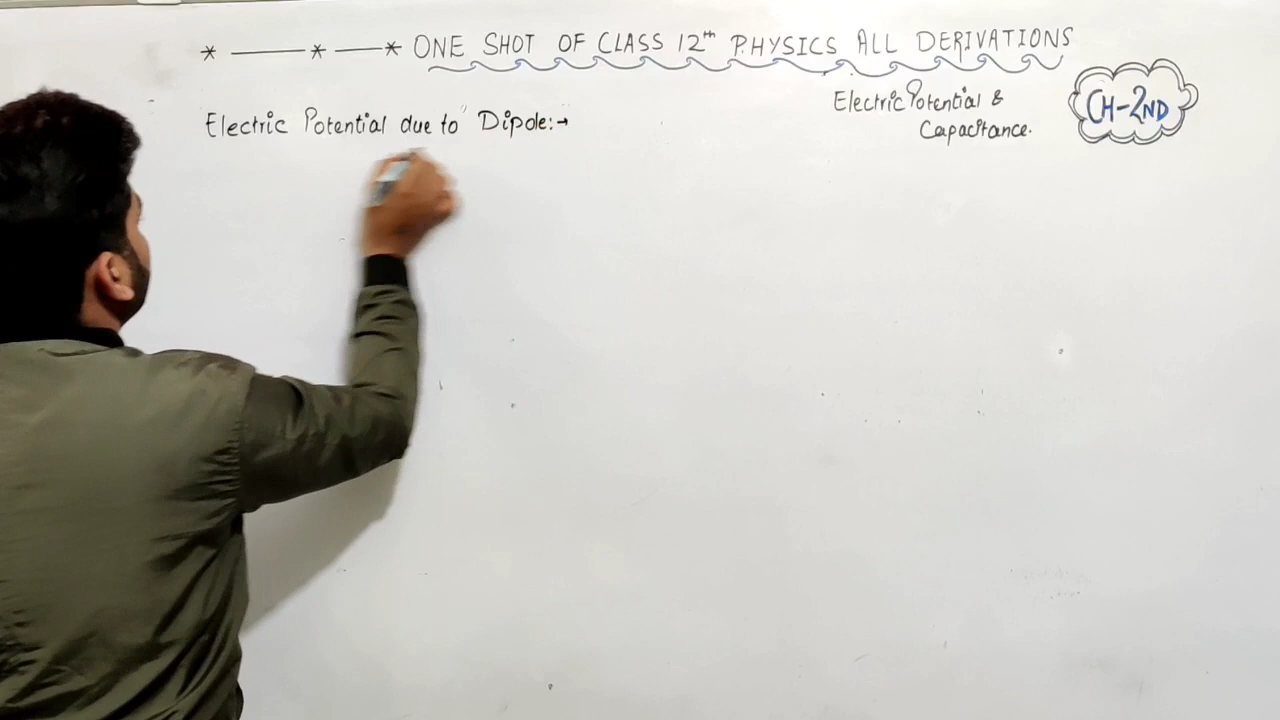 * ——— * —— * ONE SHOT OF CLASS 12th PHYSICS ALL DERIVATIONS
Electric Potential &
Capacitance.
CH-2ND
Electric Potential due to Dipole:→